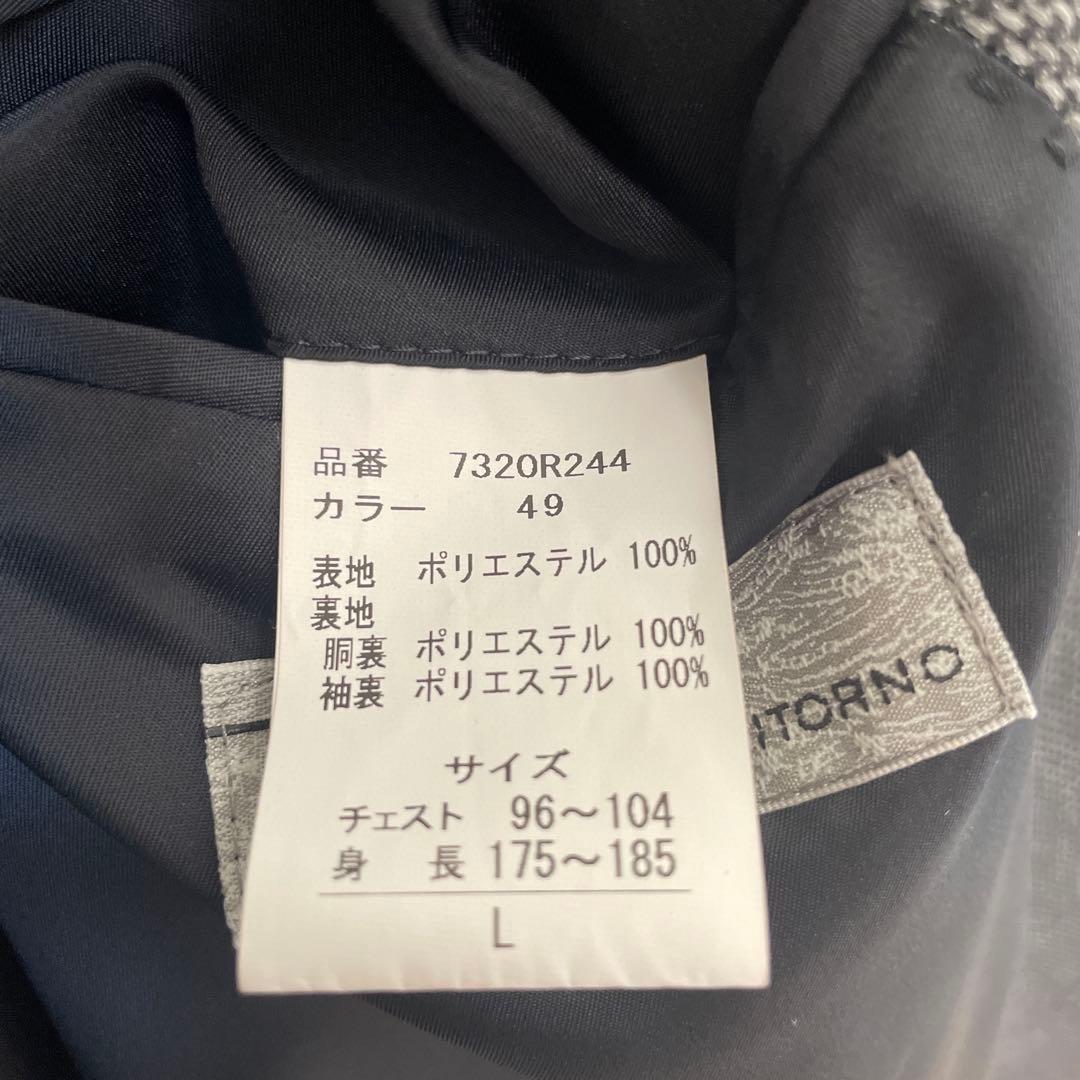 品番 7320R244
カラー 49
表地 ポリエステル 100%
裏地
胴裏 ポリエステル 100%
袖裏 ポリエステル 100%
サイズ
チェスト 96～104
身 長 175～185
L